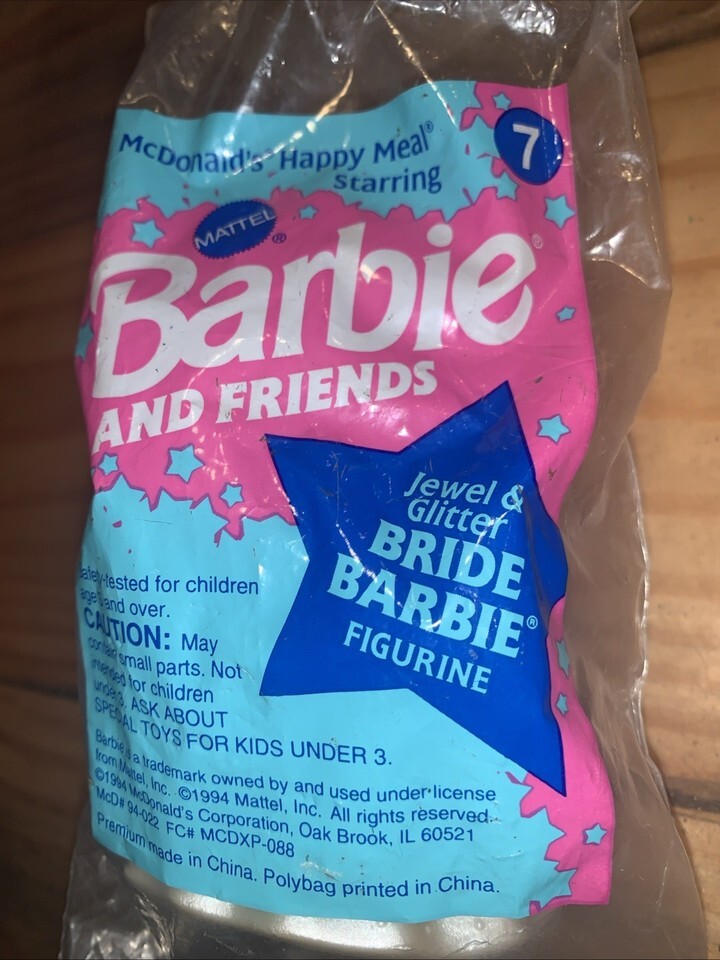 McDonald's® Happy Meal®
starring
7
MATTEL®
Barbie®
AND FRIENDS
Jewel &
Glitter
BRIDE
BARBIE®
FIGURINE
-tested for children
and over.
CAUTION: May
small parts. Not
for children
under 3. ASK ABOUT
SPECIAL TOYS FOR KIDS UNDER 3.
Barbie is a trademark owned by and used under license
from Mattel, Inc. ©1994 Mattel, Inc. All rights reserved.
©1994 McDonald's Corporation, Oak Brook, IL 60521
McD# 94-022 FC# MCDXP-088
Premium made in China. Polybag printed in China.